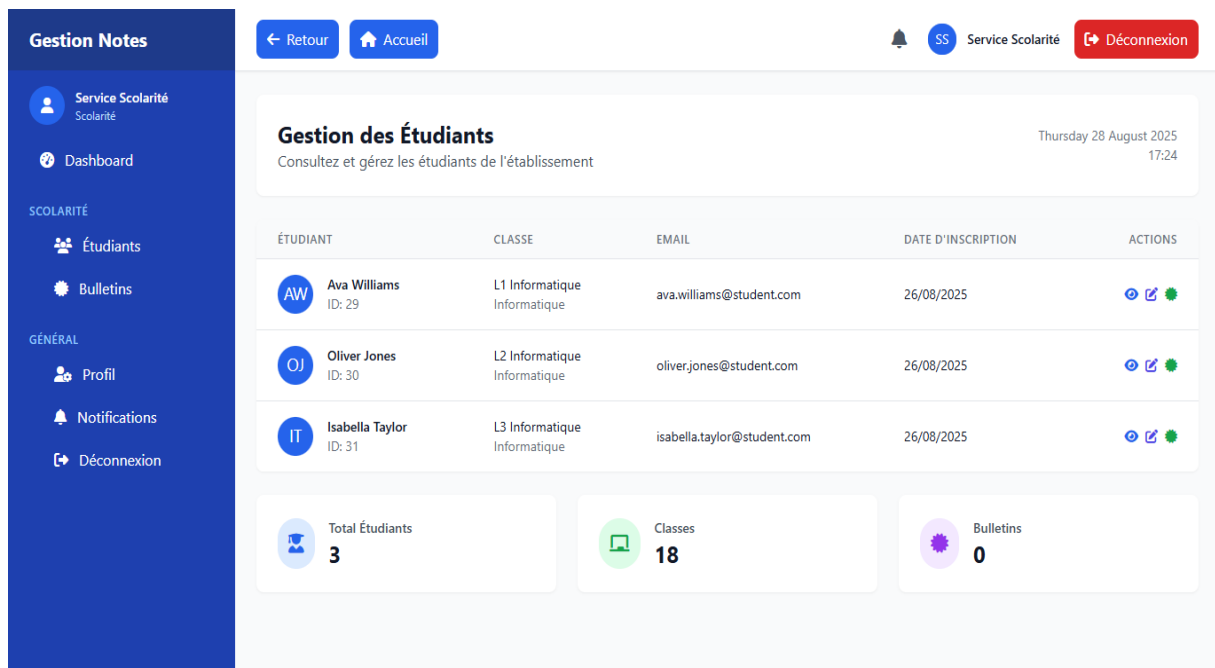 Gestion Notes
Retour
Accueil
SS
Service Scolarité
Déconnexion
Service Scolarité
Scolarité
Dashboard
SCOLARITÉ
Étudiants
Bulletins
GÉNÉRAL
Profil
Notifications
Déconnexion
Gestion des Étudiants
Consultez et gérez les étudiants de l'établissement
Thursday 28 August 2025
17:24
ÉTUDIANT CLASSE EMAIL DATE D'INSCRIPTION ACTIONS
AW Ava Williams L1 Informatique ava.williams@student.com 26/08/2025
ID: 29 Informatique
OJ Oliver Jones L2 Informatique oliver.jones@student.com 26/08/2025
ID: 30 Informatique
IT Isabella Taylor L3 Informatique isabella.taylor@student.com 26/08/2025
ID: 31 Informatique
Total Étudiants
3
Classes
18
Bulletins
0